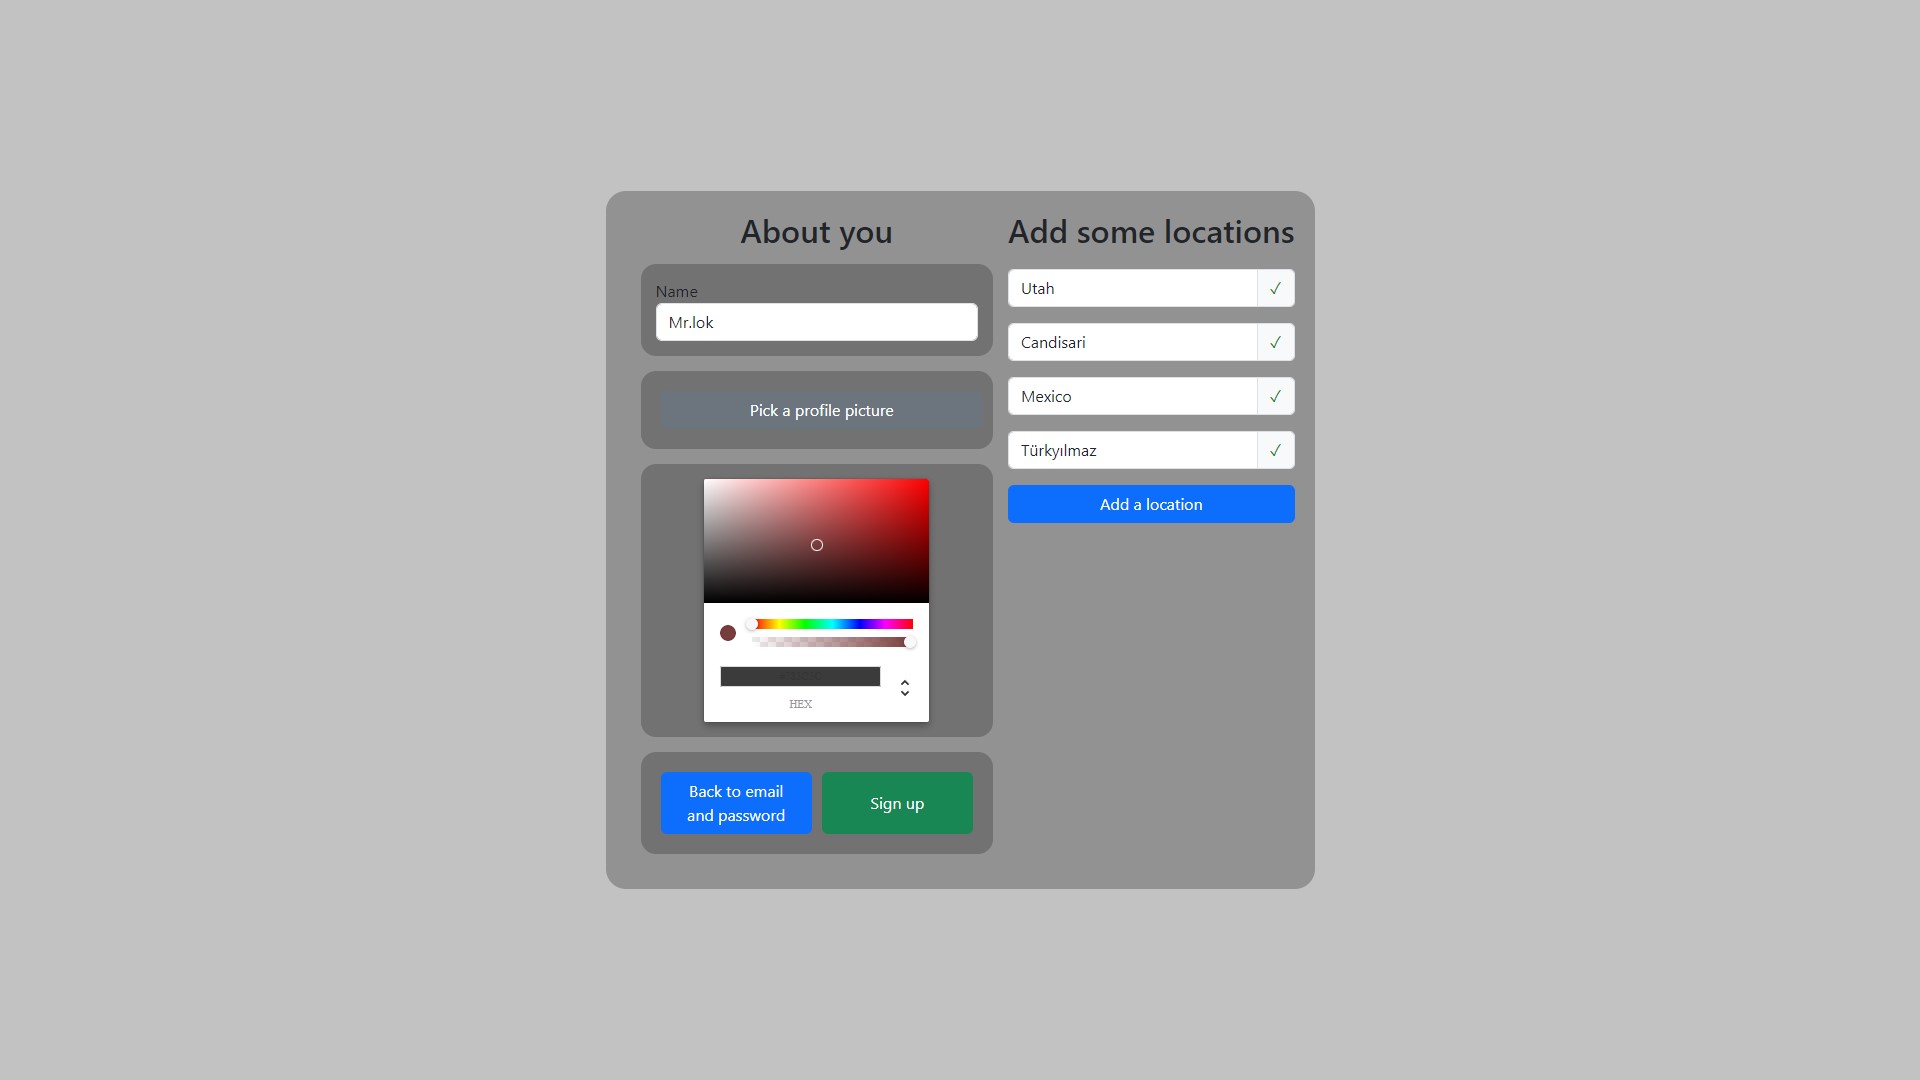 About you
Name
Mr.lok
Pick a profile picture
HEX
Back to email
and password
Sign up
Add some locations
Utah
Candisari
Mexico
Türkyılmaz
Add a location